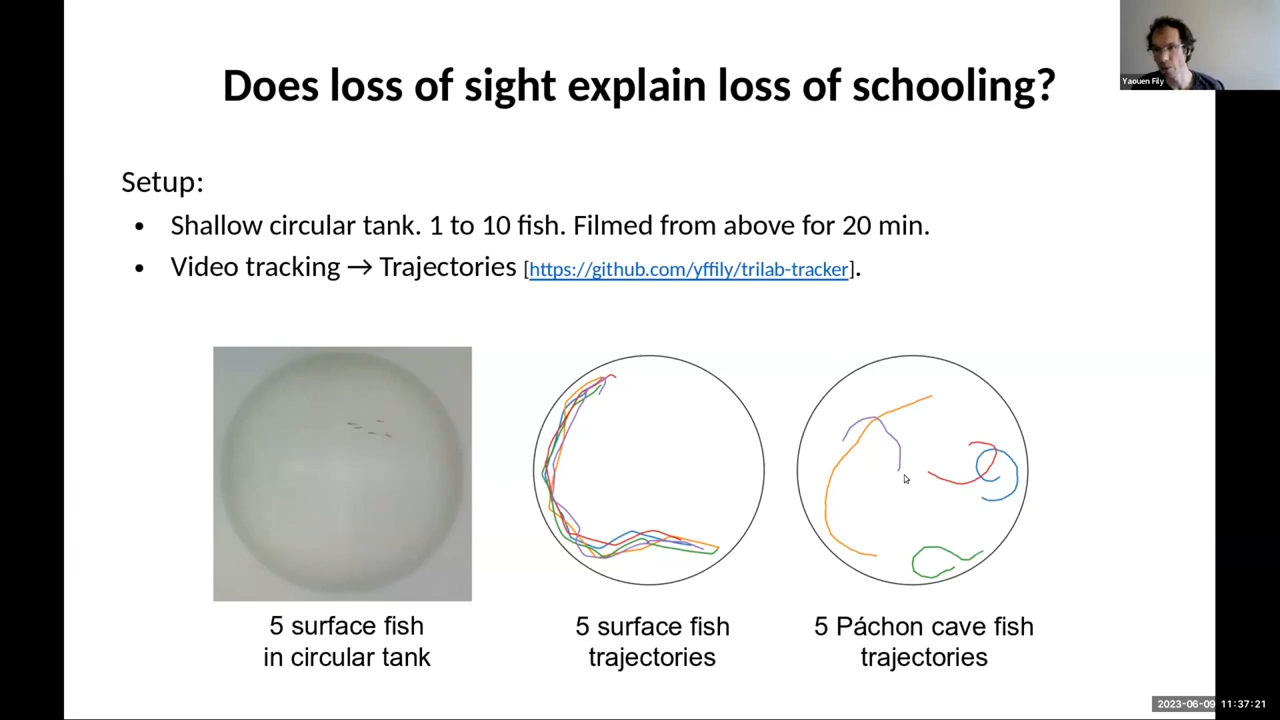 Does loss of sight explain loss of schooling?
Yaouen Fily
Setup:
• Shallow circular tank. 1 to 10 fish. Filmed from above for 20 min.
• Video tracking → Trajectories [https://github.com/yffily/trilab-tracker].
5 surface fish
in circular tank
5 surface fish
trajectories
5 Páchon cave fish
trajectories
2023-06-09 11:37:21